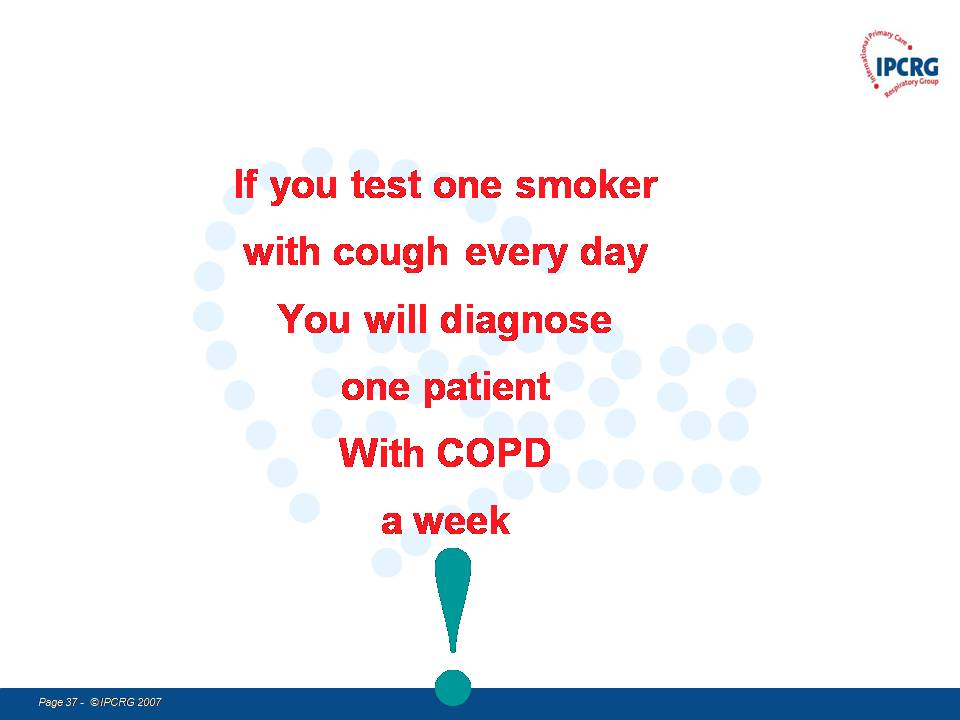 International Primary Care
IPCRG
Respiratory Group
If you test one smoker
with cough every day
You will diagnose
one patient
With COPD
a week
!
Page 37 - © IPCRG 2007